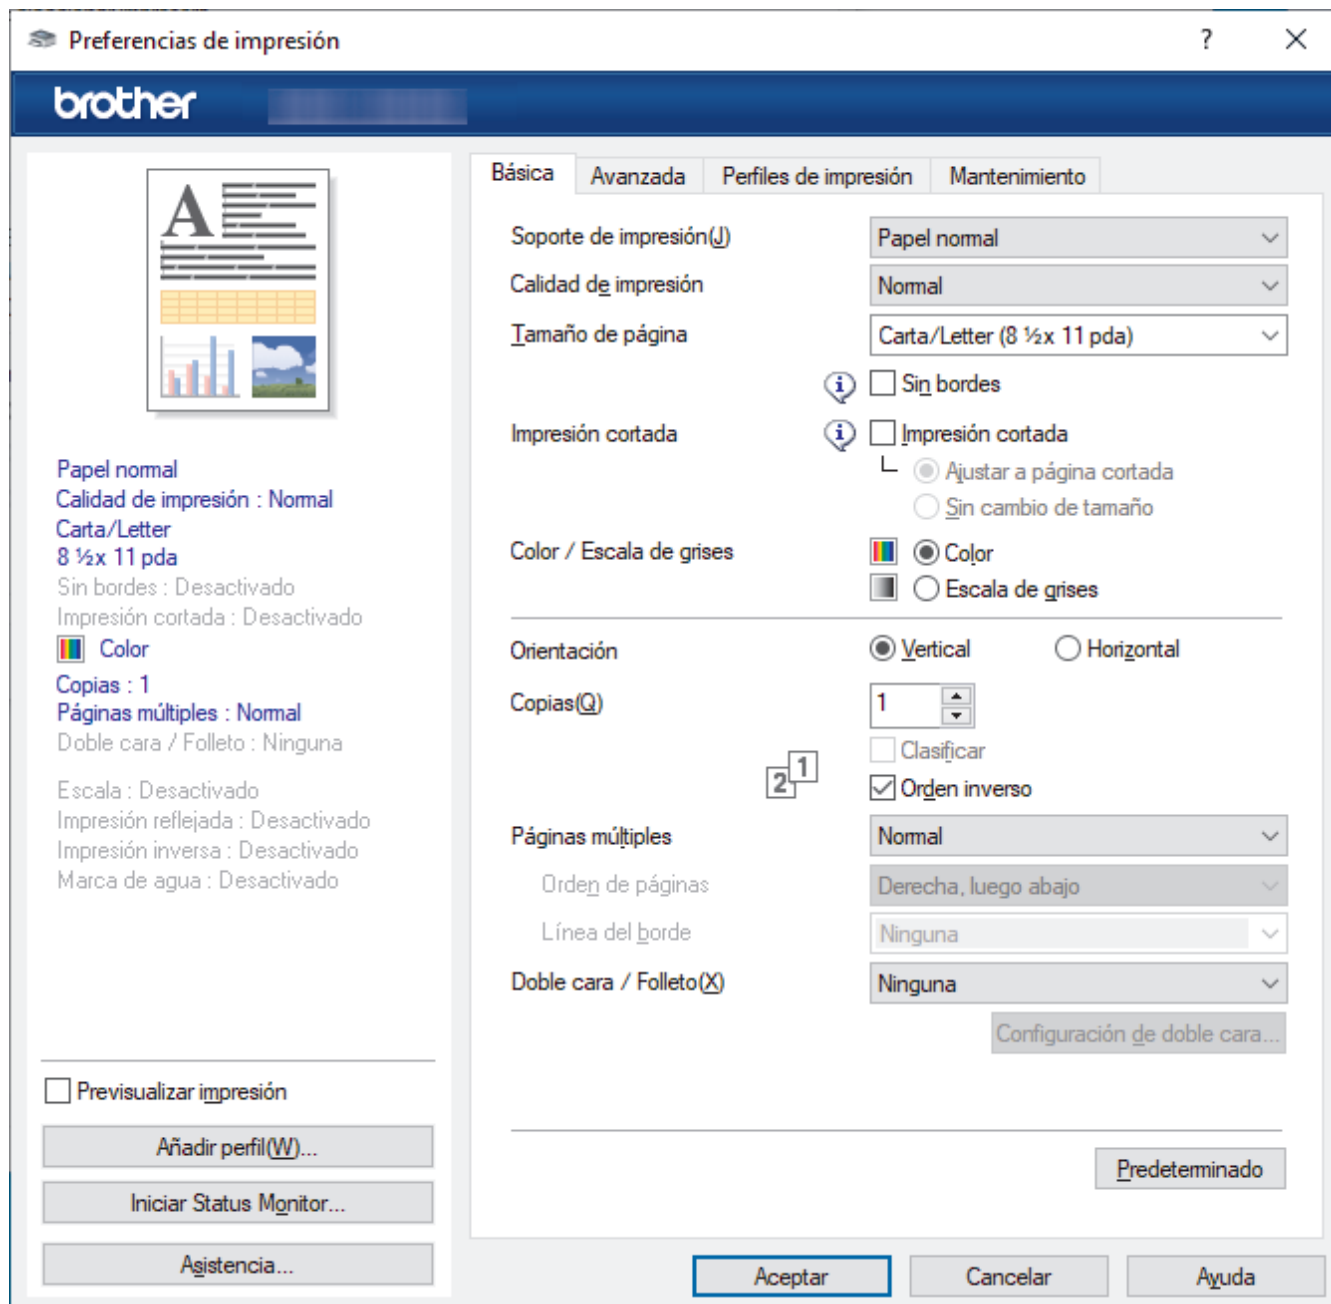 Preferencias de impresión
?
brother
A
Papel normal
Calidad de impresión : Normal
Carta/Letter
8 ½x 11 pda
Sin bordes : Desactivado
Impresión cortada : Desactivado
Color
Copias : 1
Páginas múltiples : Normal
Doble cara / Folleto : Ninguna
Escala : Desactivado
Impresión reflejada : Desactivado
Impresión inversa : Desactivado
Marca de agua : Desactivado
Previsualizar impresión
Añadir perfil(W)...
Iniciar Status Monitor...
Asistencia...
Básica Avanzada Perfiles de impresión Mantenimiento
Soporte de impresión(J) Papel normal
Calidad de impresión Normal
Tamaño de página Carta/Letter (8 ½x 11 pda)
Sin bordes
Impresión cortada Impresión cortada
Ajustar a página cortada
Sin cambio de tamaño
Color / Escala de grises Color
Escala de grises
Orientación Vertical Horizontal
Copias(Q) 1
Clasificar
2 1 Orden inverso
Páginas múltiples Normal
Orden de páginas Derecha, luego abajo
Línea del borde Ninguna
Doble cara / Folleto(X) Ninguna
Configuración de doble cara...
Predeterminado
Aceptar Cancelar Ayuda